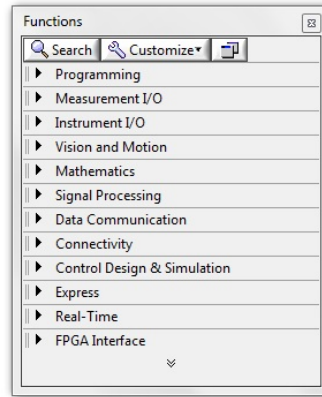 Functions
Search Customize
Programming
Measurement I/O
Instrument I/O
Vision and Motion
Mathematics
Signal Processing
Data Communication
Connectivity
Control Design & Simulation
Express
Real-Time
FPGA Interface